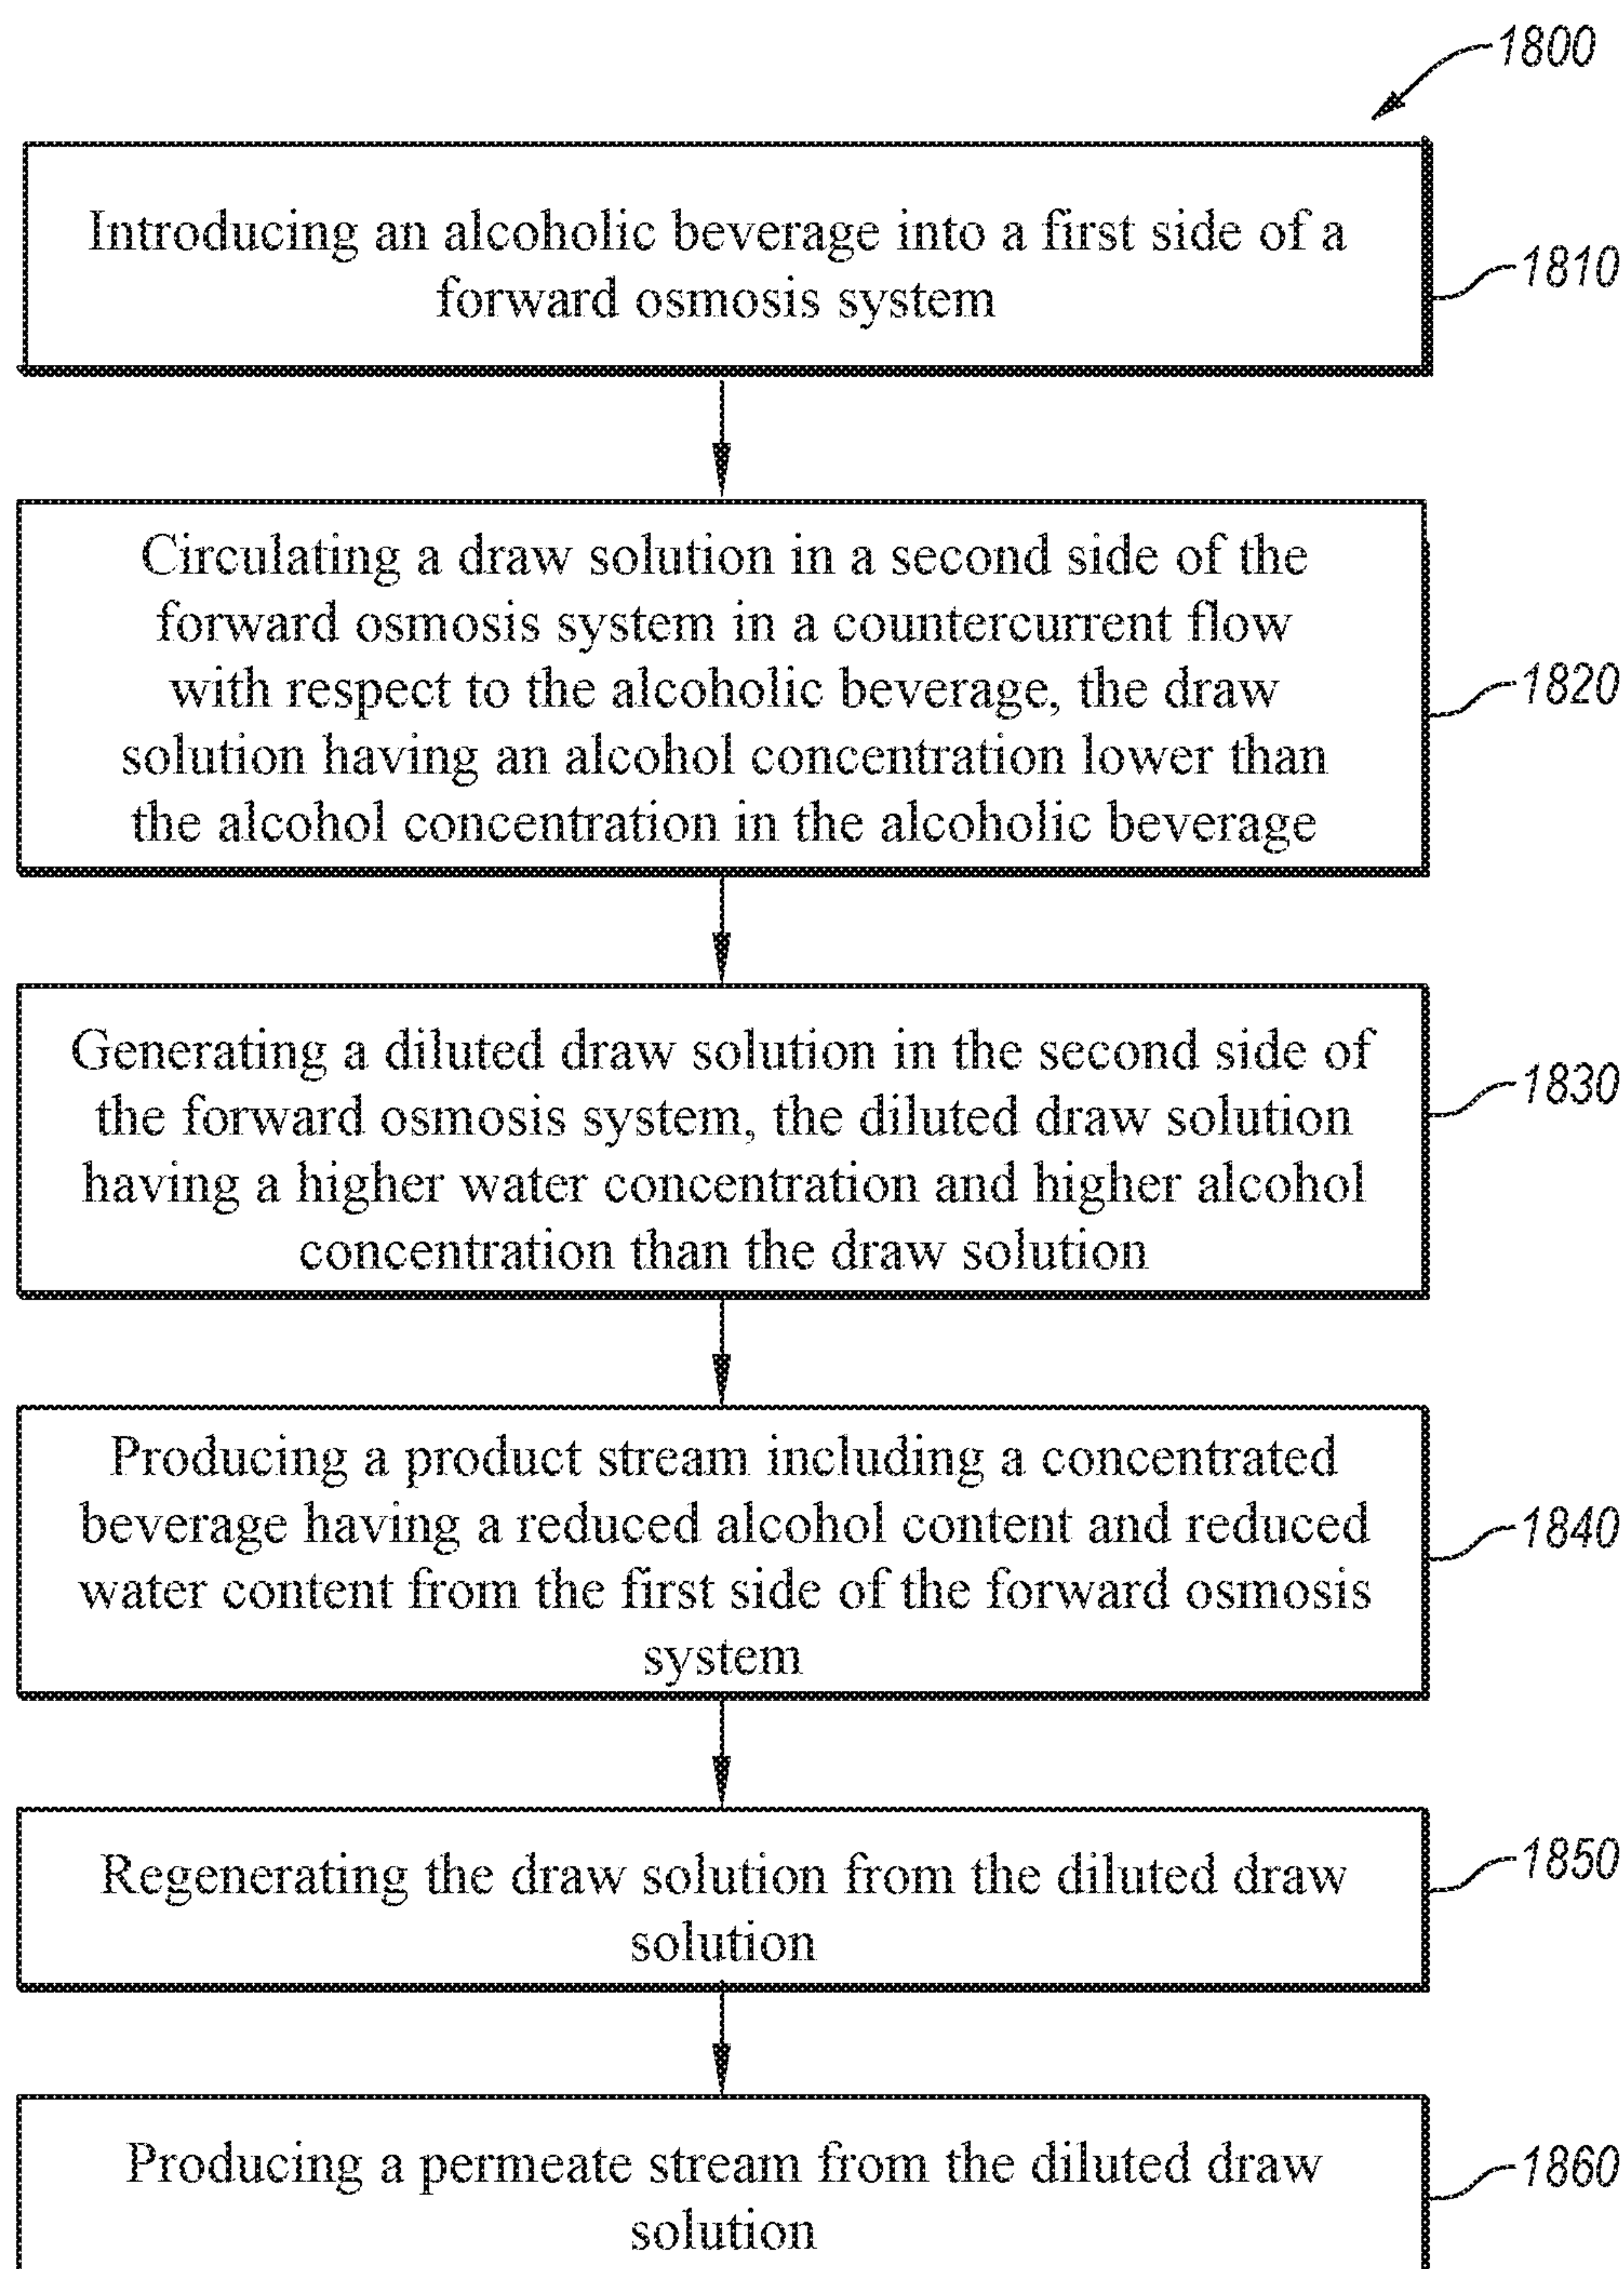 1800
Introducing an alcoholic beverage into a first side of a
forward osmosis system
1810
Circulating a draw solution in a second side of the
forward osmosis system in a countercurrent flow
with respect to the alcoholic beverage, the draw
solution having an alcohol concentration lower than
the alcohol concentration in the alcoholic beverage
1820
Generating a diluted draw solution in the second side of
the forward osmosis system, the diluted draw solution
having a higher water concentration and higher alcohol
concentration than the draw solution
1830
Producing a product stream including a concentrated
beverage having a reduced alcohol content and reduced
water content from the first side of the forward osmosis
system
1840
Regenerating the draw solution from the diluted draw
solution
1850
Producing a permeate stream from the diluted draw
solution
1860